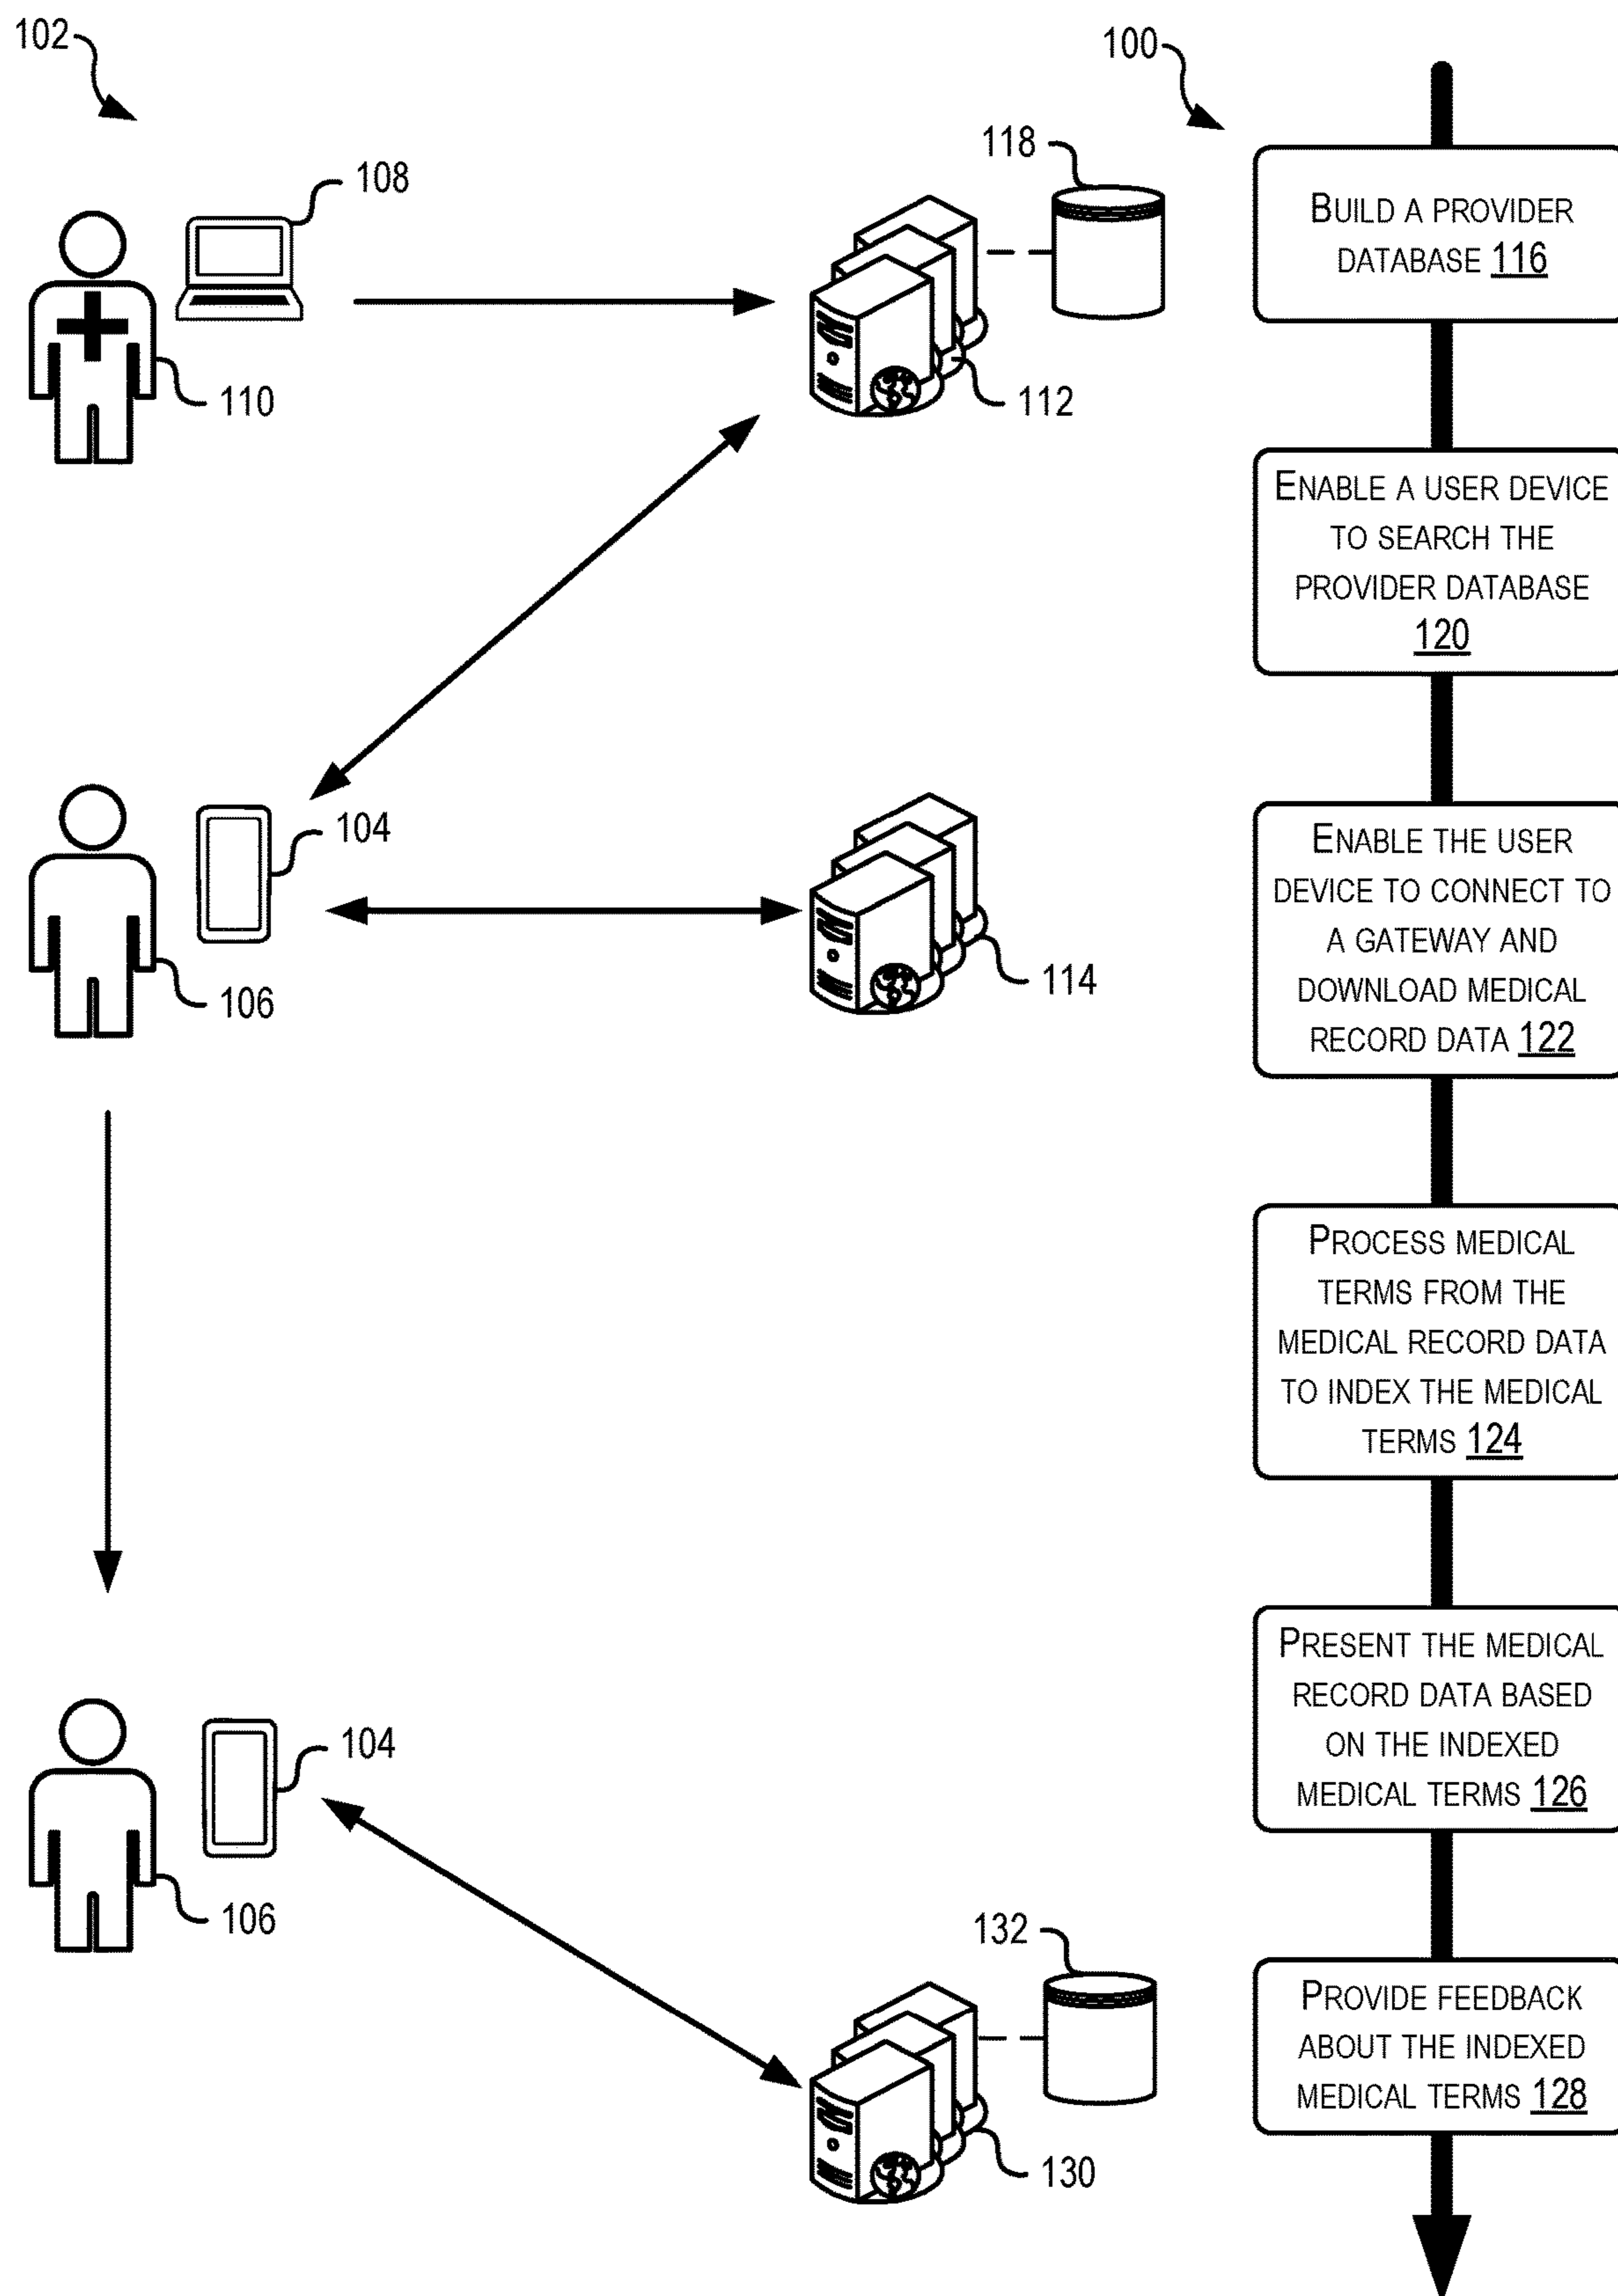 102
100
108
118
BUILD A PROVIDER
DATABASE 116
110
112
ENABLE A USER DEVICE
TO SEARCH THE
PROVIDER DATABASE
120
104
106
114
ENABLE THE USER
DEVICE TO CONNECT TO
A GATEWAY AND
DOWNLOAD MEDICAL
RECORD DATA 122
PROCESS MEDICAL
TERMS FROM THE
MEDICAL RECORD DATA
TO INDEX THE MEDICAL
TERMS 124
PRESENT THE MEDICAL
RECORD DATA BASED
ON THE INDEXED
MEDICAL TERMS 126
104
106
132
130
PROVIDE FEEDBACK
ABOUT THE INDEXED
MEDICAL TERMS 128